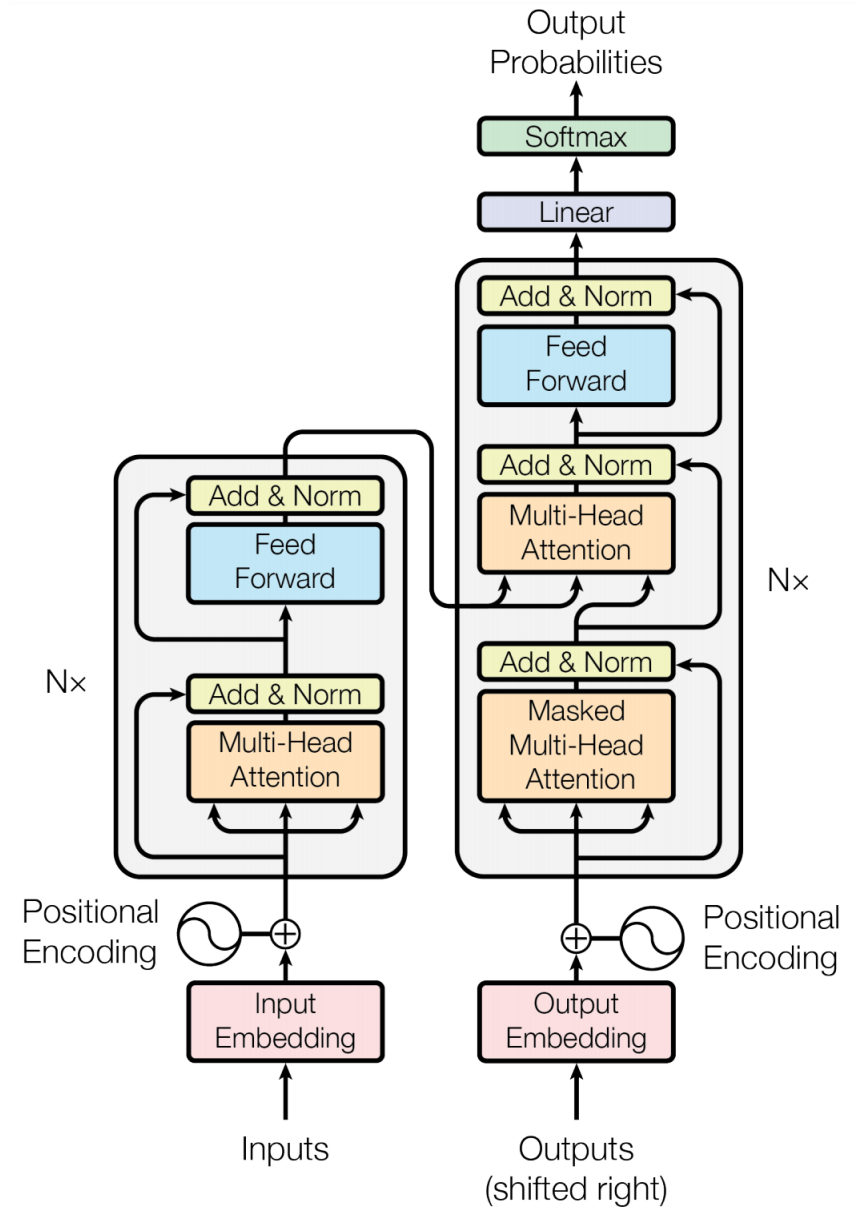 Output
Probabilities
Softmax
Linear
Add & Norm
Feed
Forward
Add & Norm
Multi-Head
Attention
Nx
Add & Norm
Masked
Multi-Head
Attention
Add & Norm
Feed
Forward
Nx
Add & Norm
Multi-Head
Attention
Positional
Encoding
Positional
Encoding
Input
Embedding
Output
Embedding
Inputs
Outputs
(shifted right)